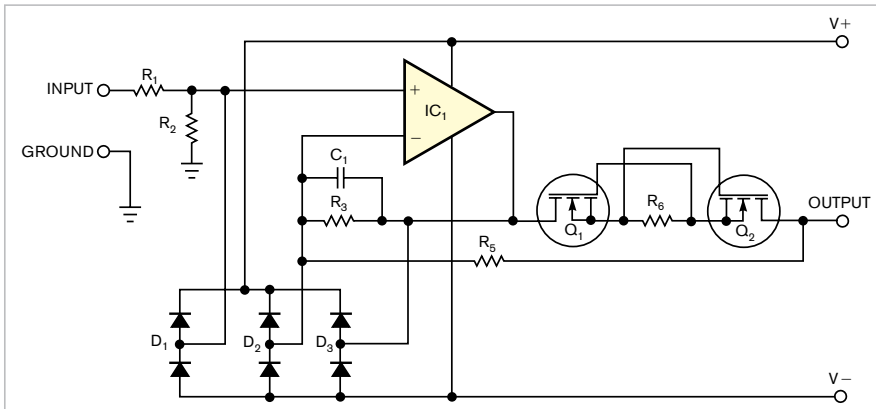 V+
R1
INPUT
+
IC1
R2
−
GROUND
C1
R3
R6
OUTPUT
Q1
Q2
R5
D1
D2
D3
V−